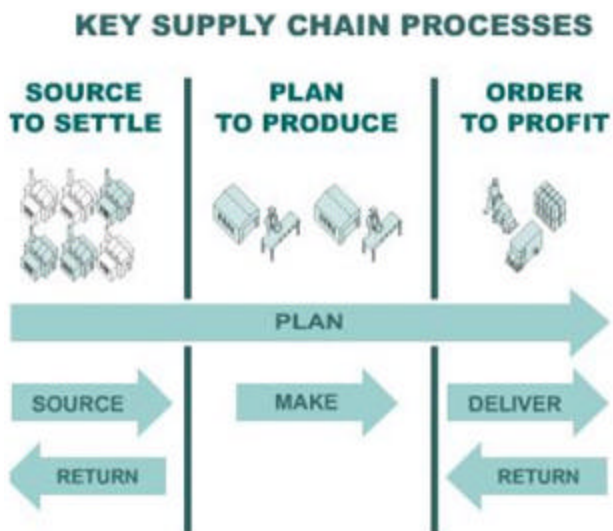 KEY SUPPLY CHAIN PROCESSES
SOURCE
TO SETTLE
PLAN
TO PRODUCE
ORDER
TO PROFIT
PLAN
SOURCE
MAKE
DELIVER
RETURN
RETURN